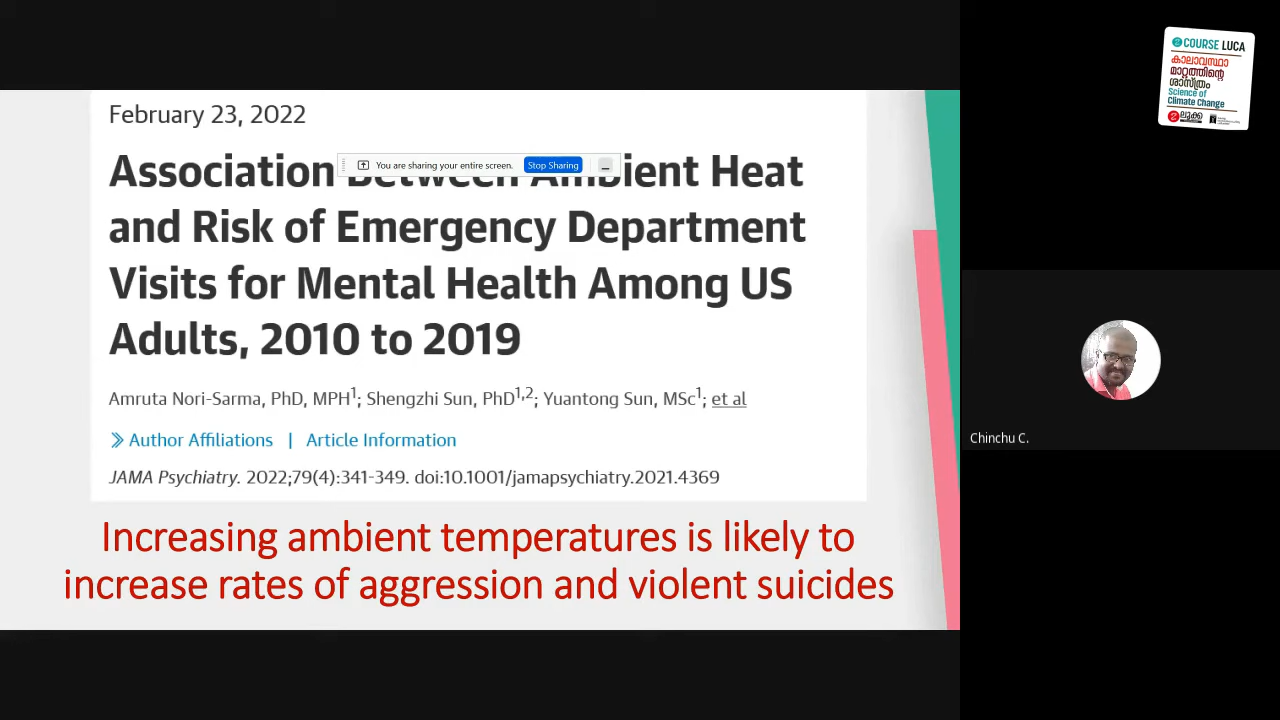 February 23, 2022
You are sharing your entire screen. Stop Sharing
Association Between Ambient Heat
and Risk of Emergency Department
Visits for Mental Health Among US
Adults, 2010 to 2019
Amruta Nori-Sarma, PhD, MPH1; Shengzhi Sun, PhD1,2; Yuantong Sun, MSc1; et al
Author Affiliations | Article Information
JAMA Psychiatry. 2022;79(4):341-349. doi:10.1001/jamapsychiatry.2021.4369
Increasing ambient temperatures is likely to
increase rates of aggression and violent suicides
COURSE LUCA
കാലാവസ്ഥാ
മാറ്റത്തിന്റെ
ശാസ്ത്രം
Science of
Climate Change
ലൂക്ക
Chinchu C.